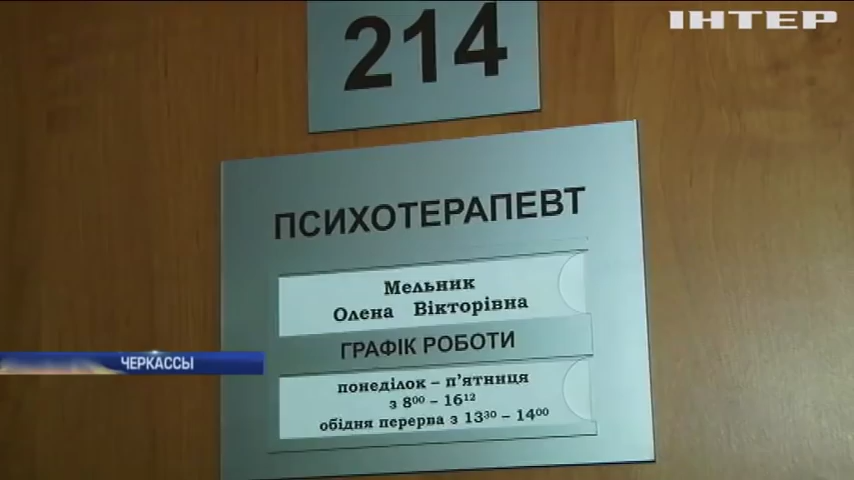 ІНТЕР
214
ПСИХОТЕРАПЕВТ
Мельник
Олена Вікторівна
ГРАФІК РОБОТИ
понеділок – п'ятниця
з 8⁰⁰ – 16¹²
обідня перерва з 13³⁰ – 14⁰⁰
ЧЕРКАССЫ